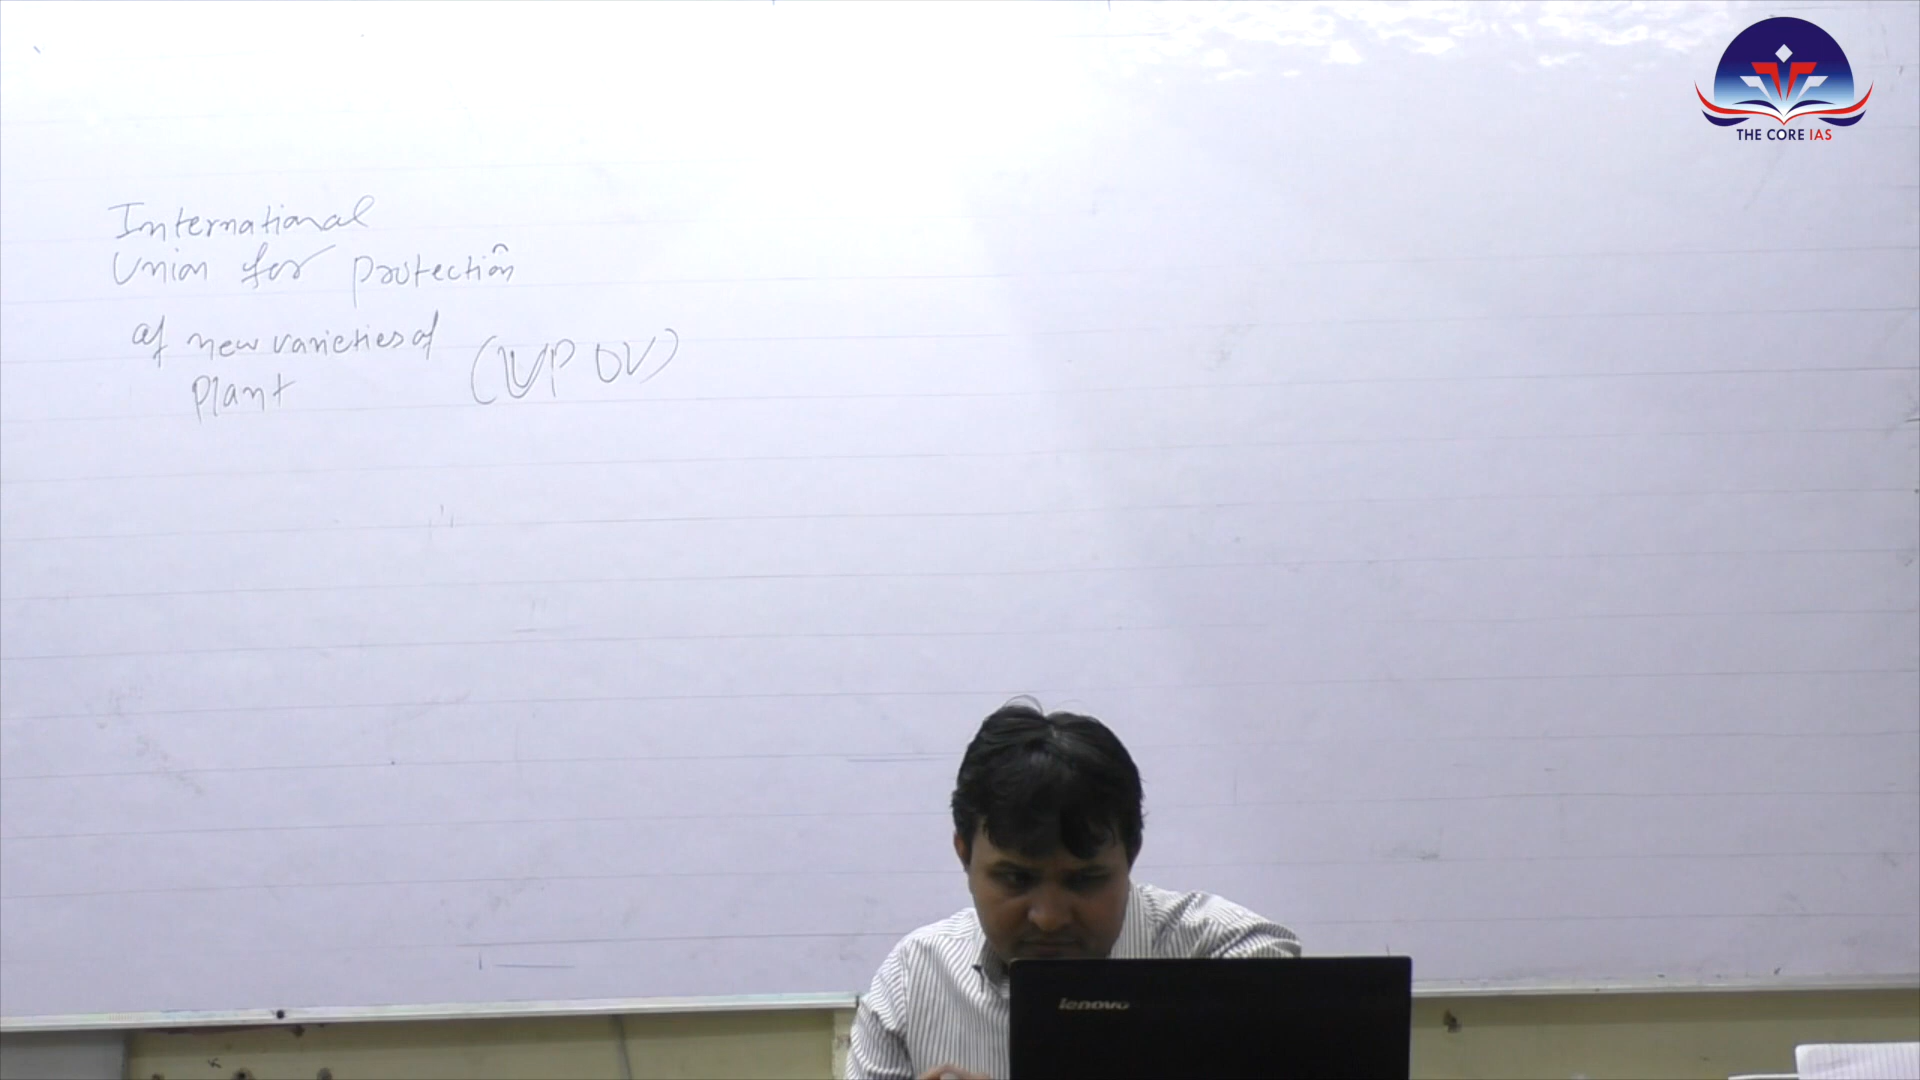 THE CORE IAS
International
Union for protection
of new varieties of
Plant
(UPOV)
lenovo